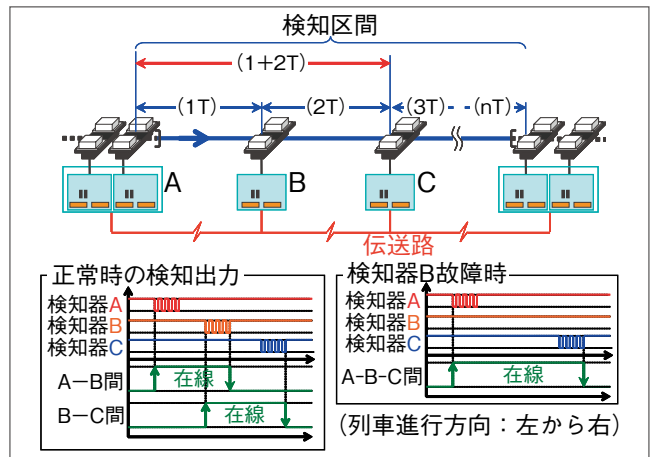 検知区間
(1+2T)
(1T)
(2T)
(3T)
(nT)
A
B
C
伝送路
正常時の検知出力
検知器A
検知器B
検知器C
A−B間
在線
B−C間
在線
検知器B故障時
検知器A
検知器B
検知器C
A-B-C間
在線
(列車進行方向：左から右)